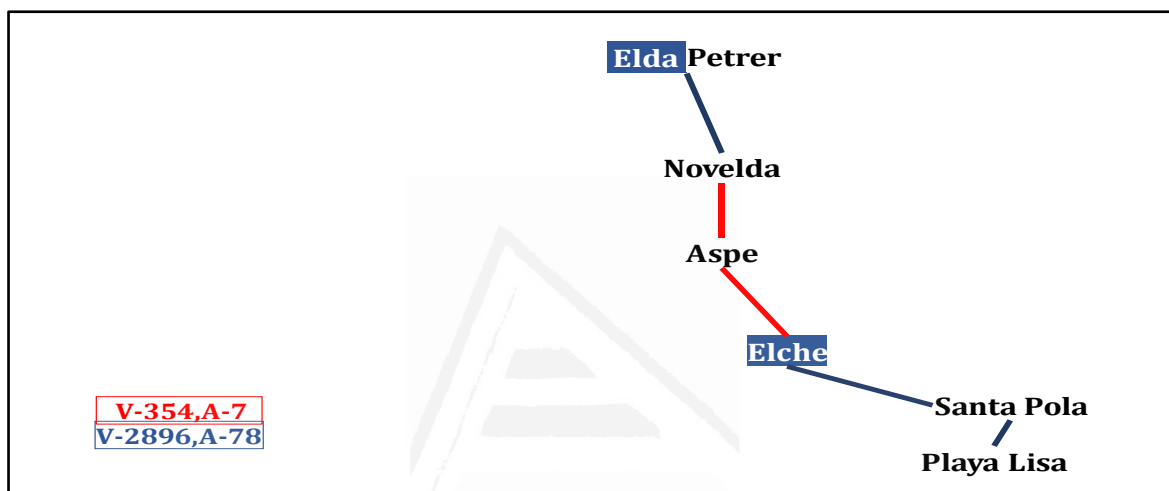 Elda Petrer
Novelda
Aspe
Elche
Santa Pola
V-354,A-7
V-2896,A-78
Playa Lisa